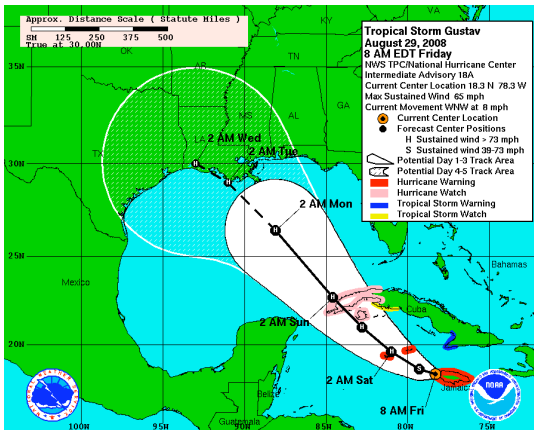 Approx. Distance Scale ( Statute Miles )
SM 125 250 375 500
True at 30.00N
Tropical Storm Gustav
August 29, 2008
8 AM EDT Friday
NWS TPC/National Hurricane Center
Intermediate Advisory 18A
Current Center Location 18.3 N 78.3 W
Max Sustained Wind 65 mph
Current Movement WNW at 8 mph
Current Center Location
Forecast Center Positions
H Sustained wind > 73 mph
S Sustained wind 39-73 mph
Potential Day 1-3 Track Area
Potential Day 4-5 Track Area
Hurricane Warning
Hurricane Watch
Tropical Storm Warning
Tropical Storm Watch
KY
OK
AR
TN
MS
AL
GA
LA
TX
35N
30N
25N
20N
2 AM Wed
2 AM Tue
2 AM Mon
2 AM Sun
2 AM Sat
8 AM Fri
H
H
H
H
H
H
S
Mexico
Bahamas
Cuba
Jamaica
Belize
Guatemala
NOAA
100W 95W 90W 85W 80W 75W